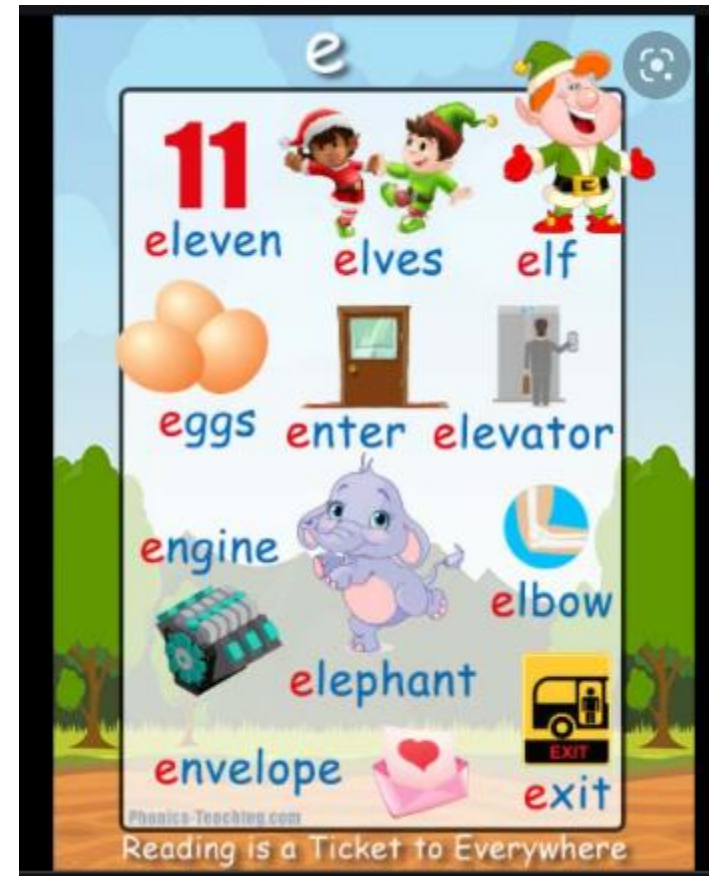 e
11
eleven elves elf
eggs enter elevator
engine
elbow
elephant
EXIT
envelope
exit
Phonics-Teaching.com
Reading is a Ticket to Everywhere